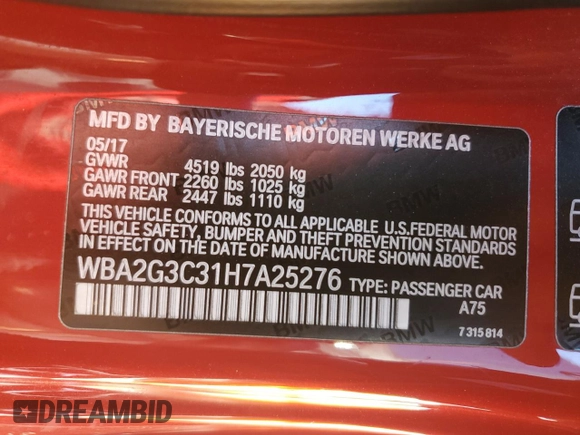 MFD BY BAYERISCHE MOTOREN WERKE AG
05/17
GVWR 4519 lbs 2050 kg
GAWR FRONT 2260 lbs 1025 kg
GAWR REAR 2447 lbs 1110 kg
THIS VEHICLE CONFORMS TO ALL APPLICABLE U.S.FEDERAL MOTOR
VEHICLE SAFETY, BUMPER AND THEFT PREVENTION STANDARDS
IN EFFECT ON THE DATE OF MANUFACTURE SHOWN ABOVE.
WBA2G3C31H7A25276 TYPE: PASSENGER CAR
A75
7 315 814
BMW
DREAMBID